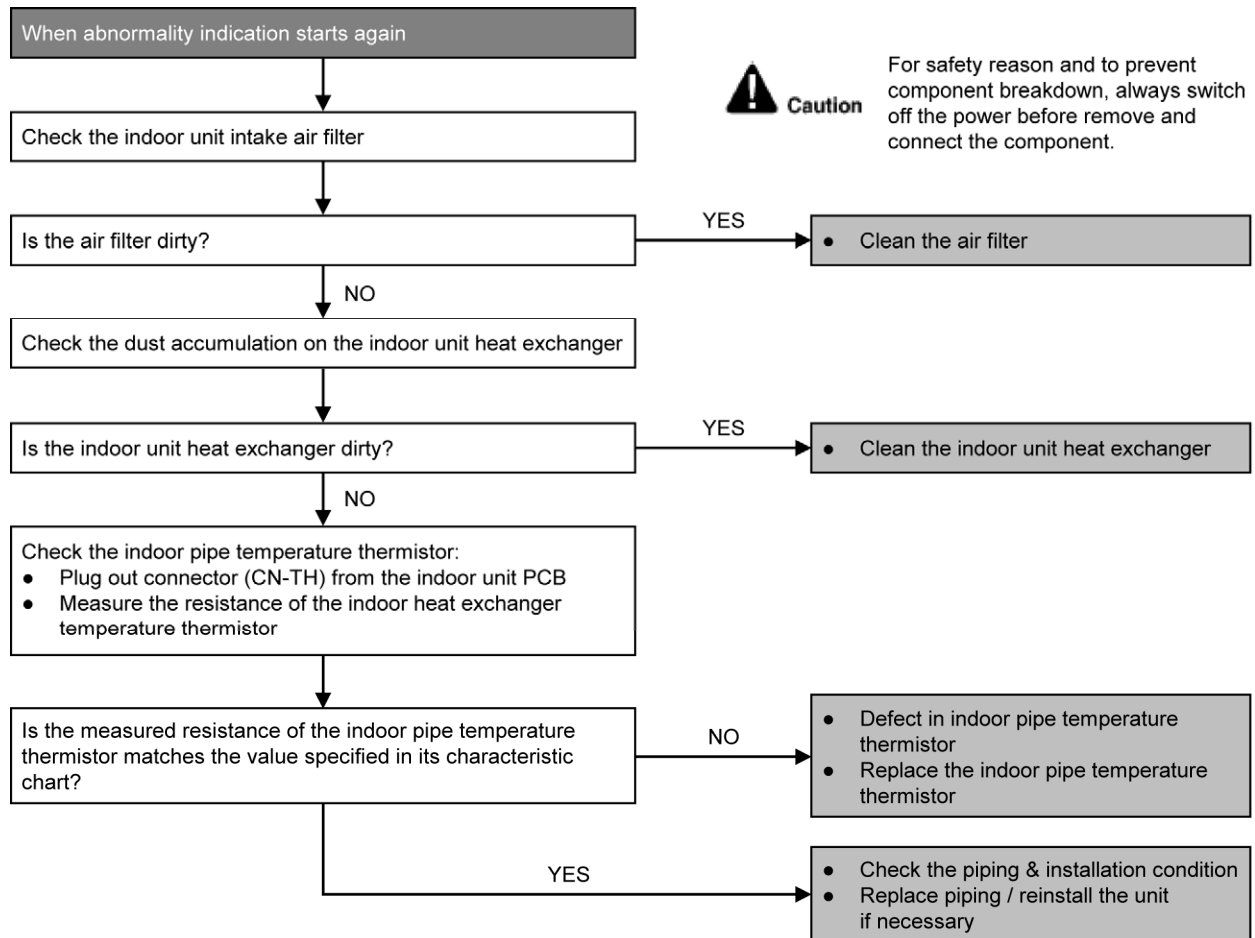 When abnormality indication starts again
Caution
For safety reason and to prevent
component breakdown, always switch
off the power before remove and
connect the component.
Check the indoor unit intake air filter
Is the air filter dirty?
YES
● Clean the air filter
NO
Check the dust accumulation on the indoor unit heat exchanger
Is the indoor unit heat exchanger dirty?
YES
● Clean the indoor unit heat exchanger
NO
Check the indoor pipe temperature thermistor:
● Plug out connector (CN-TH) from the indoor unit PCB
● Measure the resistance of the indoor heat exchanger
temperature thermistor
Is the measured resistance of the indoor pipe temperature
thermistor matches the value specified in its characteristic
chart?
NO
● Defect in indoor pipe temperature
thermistor
● Replace the indoor pipe temperature
thermistor
YES
● Check the piping & installation condition
● Replace piping / reinstall the unit
if necessary